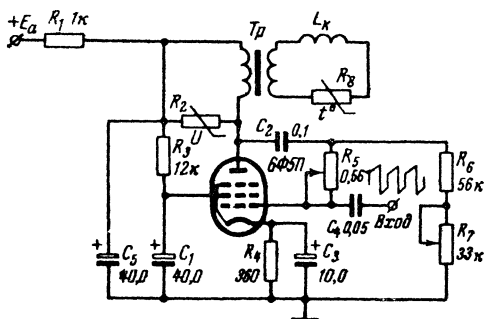 +Eа
R1 1к
Тр
Lк
R8
t°
R2
U
R3
12к
C2 0,1
6Ф5П
R5
0,56
R6
56к
C4 0,05
Вход
R7
33к
+
C5
40,0
+
C1
40,0
R4
360
+
C3
10,0